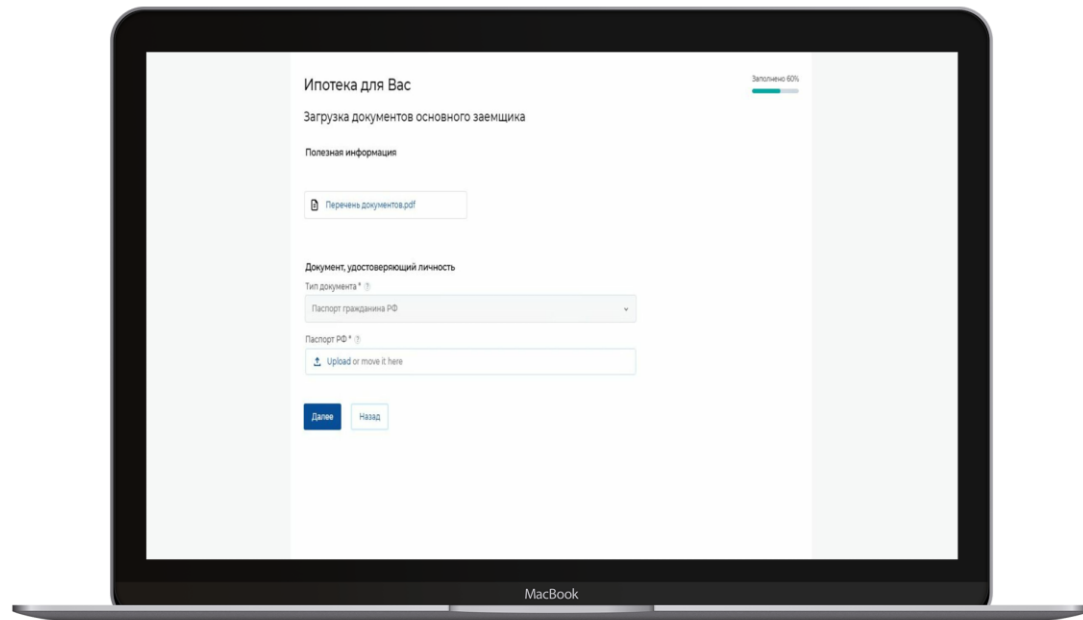 Ипотека для Вас
Заполнено 60%
Загрузка документов основного заемщика
Полезная информация
Перечень документов.pdf
Документ, удостоверяющий личность
Тип документа *
Паспорт гражданина РФ
Паспорт РФ *
Upload or move it here
Далее
Назад
MacBook